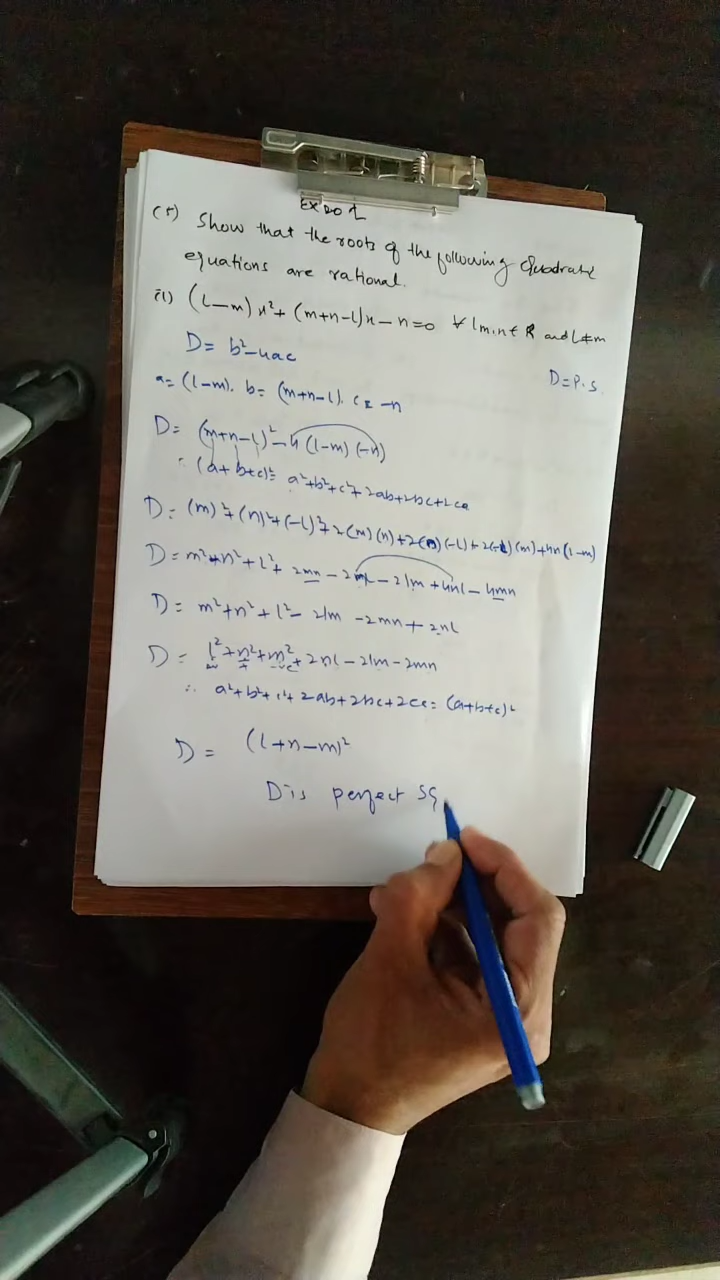 Ex no 2
(5) Show that the roots of the following Quadratic
equations are rational.
(ii) (l-m)x²+(m+n-l)x-n=0 ∀ l,m,n ∈ R and l≠m
D= b²-4ac
D=P.S.
a=(l-m). b=(m+n-l). c=-n
D= (m+n-l)²-4(l-m)(-n)
∴ (a+b+c)²= a²+b²+c²+2ab+2bc+2ca
D= (m)²+(n)²+(-l)²+2(m)(n)+2(n)(-l)+2(-l)(m)+4n(l-m)
D= m²+n²+l²+2mn-2nl-2lm+4nl-4mn
D= m²+n²+l²-2lm-2mn+2nl
D= l²+n²+m²+2nl-2lm-2mn
∴ a²+b²+c²+2ab+2bc+2ca=(a+b+c)²
D= (l+n-m)²
D is perfect sq